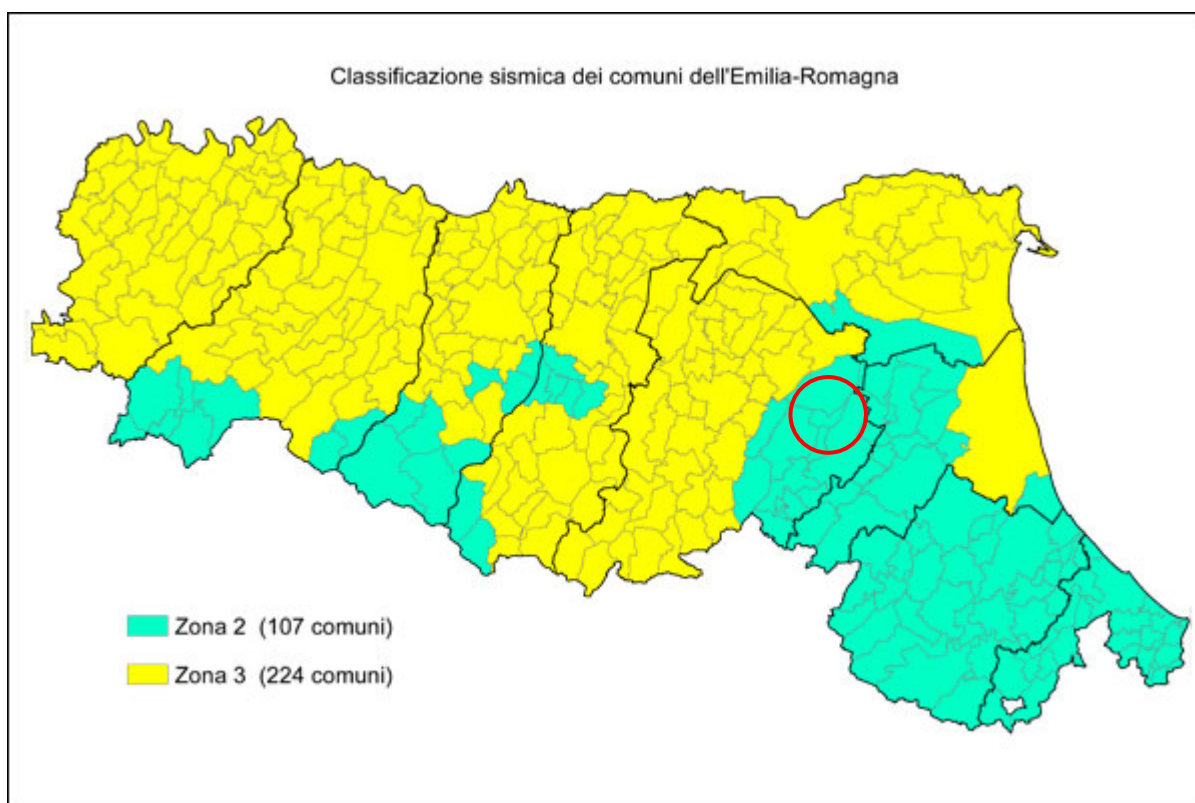 Classificazione sismica dei comuni dell'Emilia-Romagna
Zona 2 (107 comuni)
Zona 3 (224 comuni)